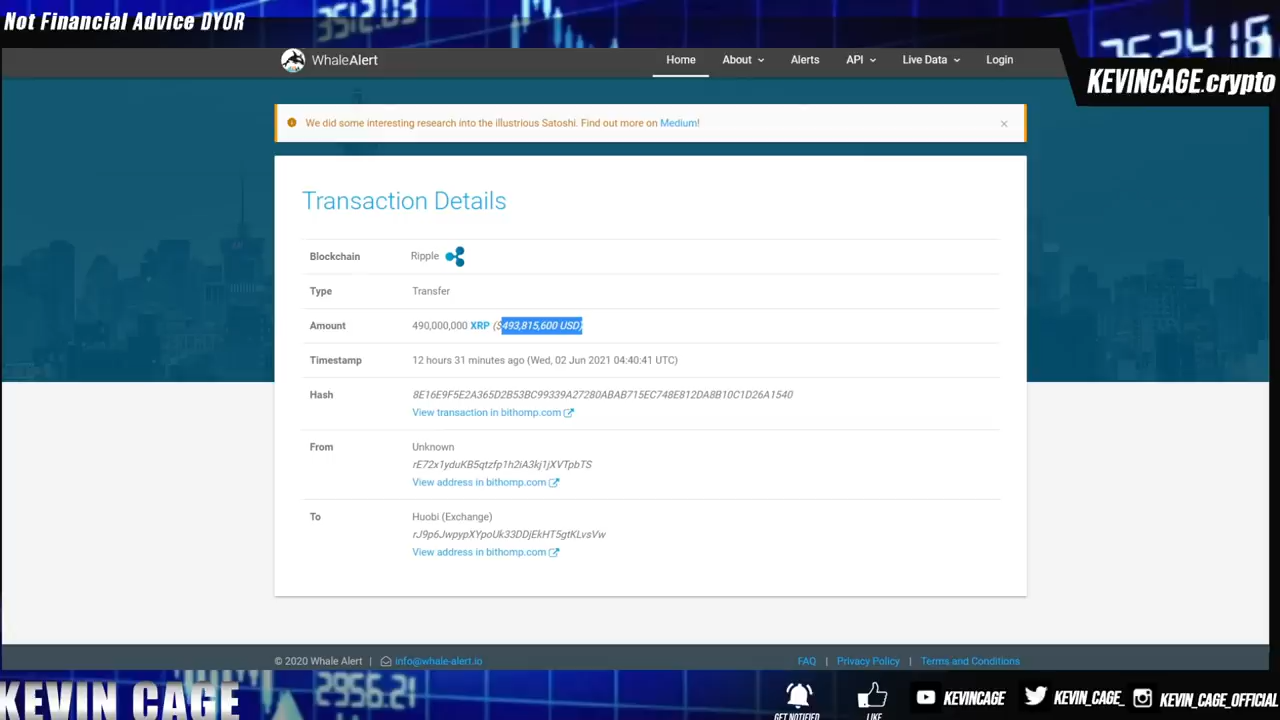 Not Financial Advice DYOR
3524.16
WhaleAlert
Home About Alerts API Live Data Login
KEVINCAGE.crypto
We did some interesting research into the illustrious Satoshi. Find out more on Medium!
Transaction Details
Blockchain Ripple
Type Transfer
Amount 490,000,000 XRP ($493,815,600 USD)
Timestamp 12 hours 31 minutes ago (Wed, 02 Jun 2021 04:40:41 UTC)
Hash 8E16E9F5E2A365D2B53BC99339A27280ABAB715EC748E812DA8B10C1D26A1540
View transaction in bithomp.com
From Unknown
rE72x1yduKB5qtzfp1h2iA3kj1jXVTpbTS
View address in bithomp.com
To Huobi (Exchange)
rJ9p6JwpypXYpoUk33DDjEkHT5gtKLvsVw
View address in bithomp.com
© 2020 Whale Alert | info@whale-alert.io FAQ | Privacy Policy | Terms and Conditions
KEVIN CAGE
2956.21
GET NOTIFIED
LIKE
KEVINCAGE
KEVIN_CAGE_
KEVIN_CAGE_OFFICIAL